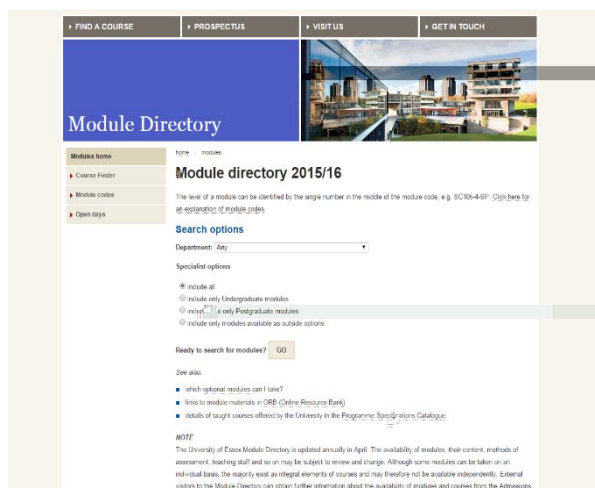 FIND A COURSE
PROSPECTUS
VISIT US
GET IN TOUCH
Module Directory
Modules home
Course Finder
Module codes
Open days
home modules
Module directory 2015/16
The level of a module can be identified by the single number in the middle of the module code, e.g. SC105-4-SP. Click here for
an explanation of module codes.
Search options
Department: Any
Specialist options
include all
include only Undergraduate modules
only Postgraduate modules
include only modules available as outside options
Ready to search for modules? GO
See also:
which optional modules can I take?
links to module materials in ORB (Online Resource Bank)
details of taught courses offered by the University in the Programme Specifications Catalogue
NOTE
The University of Essex Module Directory is updated annually in April. The availability of modules, their content, methods of
assessment, teaching staff and so on may be subject to review and change. Although some modules can be taken on an
individual basis, the majority exist as integral elements of courses and may therefore not be available independently. External
visitors to the Module Directory can obtain further information about the availability of modules and courses from the Admissions